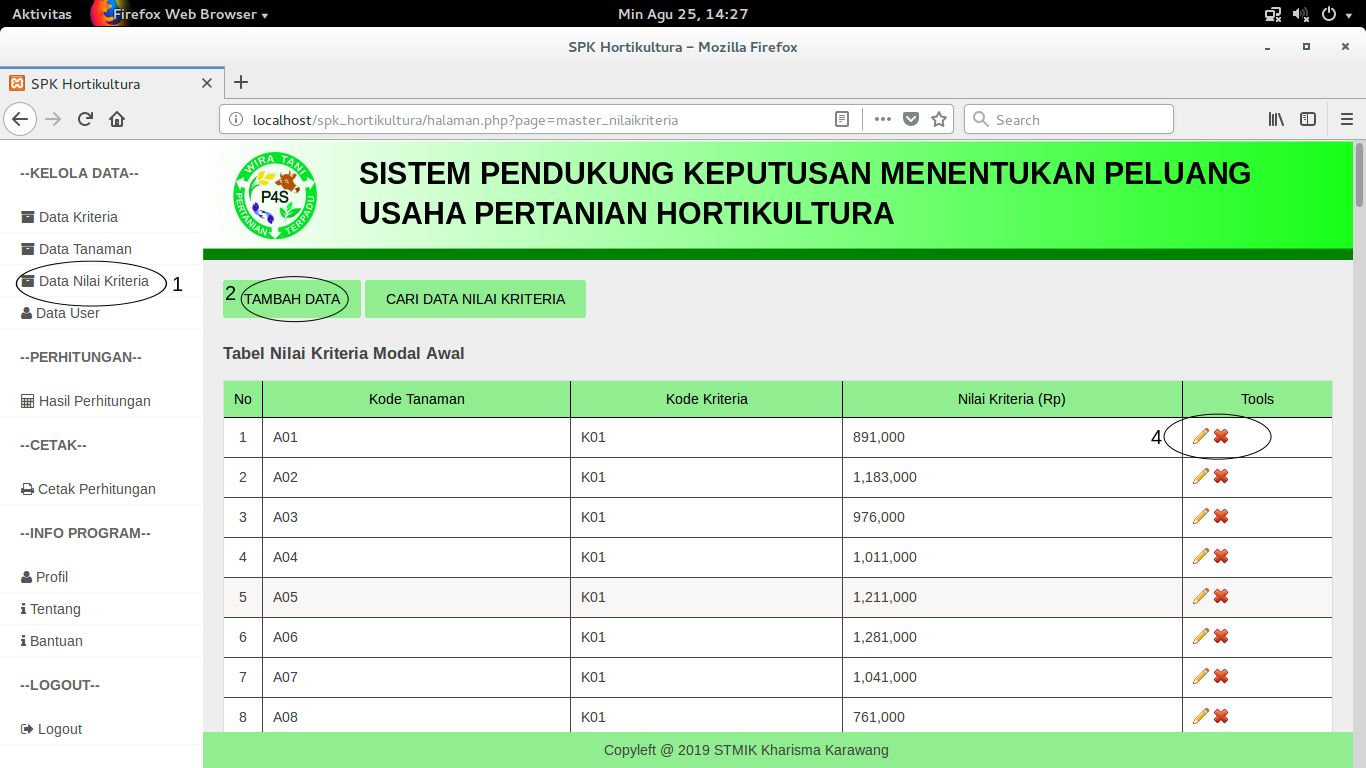 Aktivitas
Firefox Web Browser
Min Agu 25, 14:27
SPK Hortikultura – Mozilla Firefox
SPK Hortikultura
localhost/spk_hortikultura/halaman.php?page=master_nilaikriteria
Search
--KELOLA DATA--
Data Kriteria
Data Tanaman
Data Nilai Kriteria 1
Data User
--PERHITUNGAN--
Hasil Perhitungan
--CETAK--
Cetak Perhitungan
--INFO PROGRAM--
Profil
Tentang
Bantuan
--LOGOUT--
Logout
WIRA TANI
P4S
PERTANIAN TERPADU
SISTEM PENDUKUNG KEPUTUSAN MENENTUKAN PELUANG
USAHA PERTANIAN HORTIKULTURA
2 TAMBAH DATA CARI DATA NILAI KRITERIA
Tabel Nilai Kriteria Modal Awal
No Kode Tanaman Kode Kriteria Nilai Kriteria (Rp) Tools
1 A01 K01 891,000 4
2 A02 K01 1,183,000
3 A03 K01 976,000
4 A04 K01 1,011,000
5 A05 K01 1,211,000
6 A06 K01 1,281,000
7 A07 K01 1,041,000
8 A08 K01 761,000
Copyleft @ 2019 STMIK Kharisma Karawang